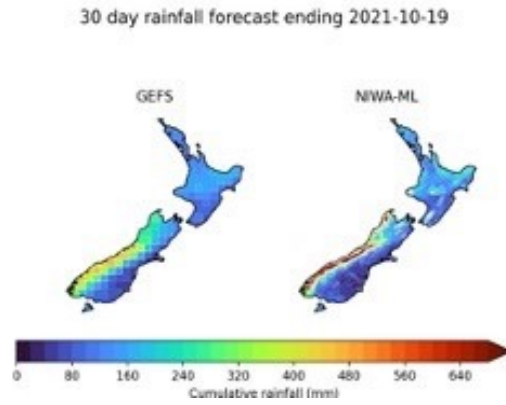 30 day rainfall forecast ending 2021-10-19
GEFS NIWA-ML
0 80 160 240 320 400 480 560 640
Cumulative rainfall (mm)